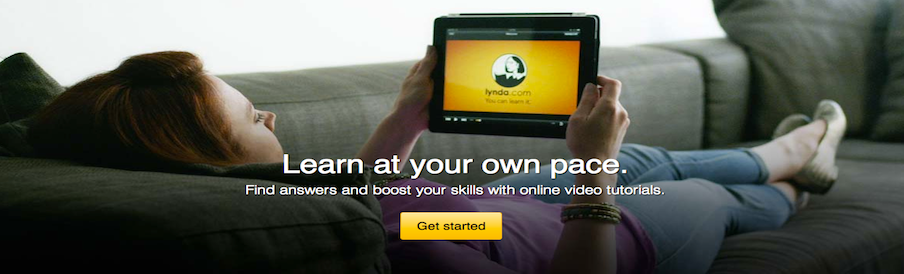 lynda.com
You can learn it.
Learn at your own pace.
Find answers and boost your skills with online video tutorials.
Get started